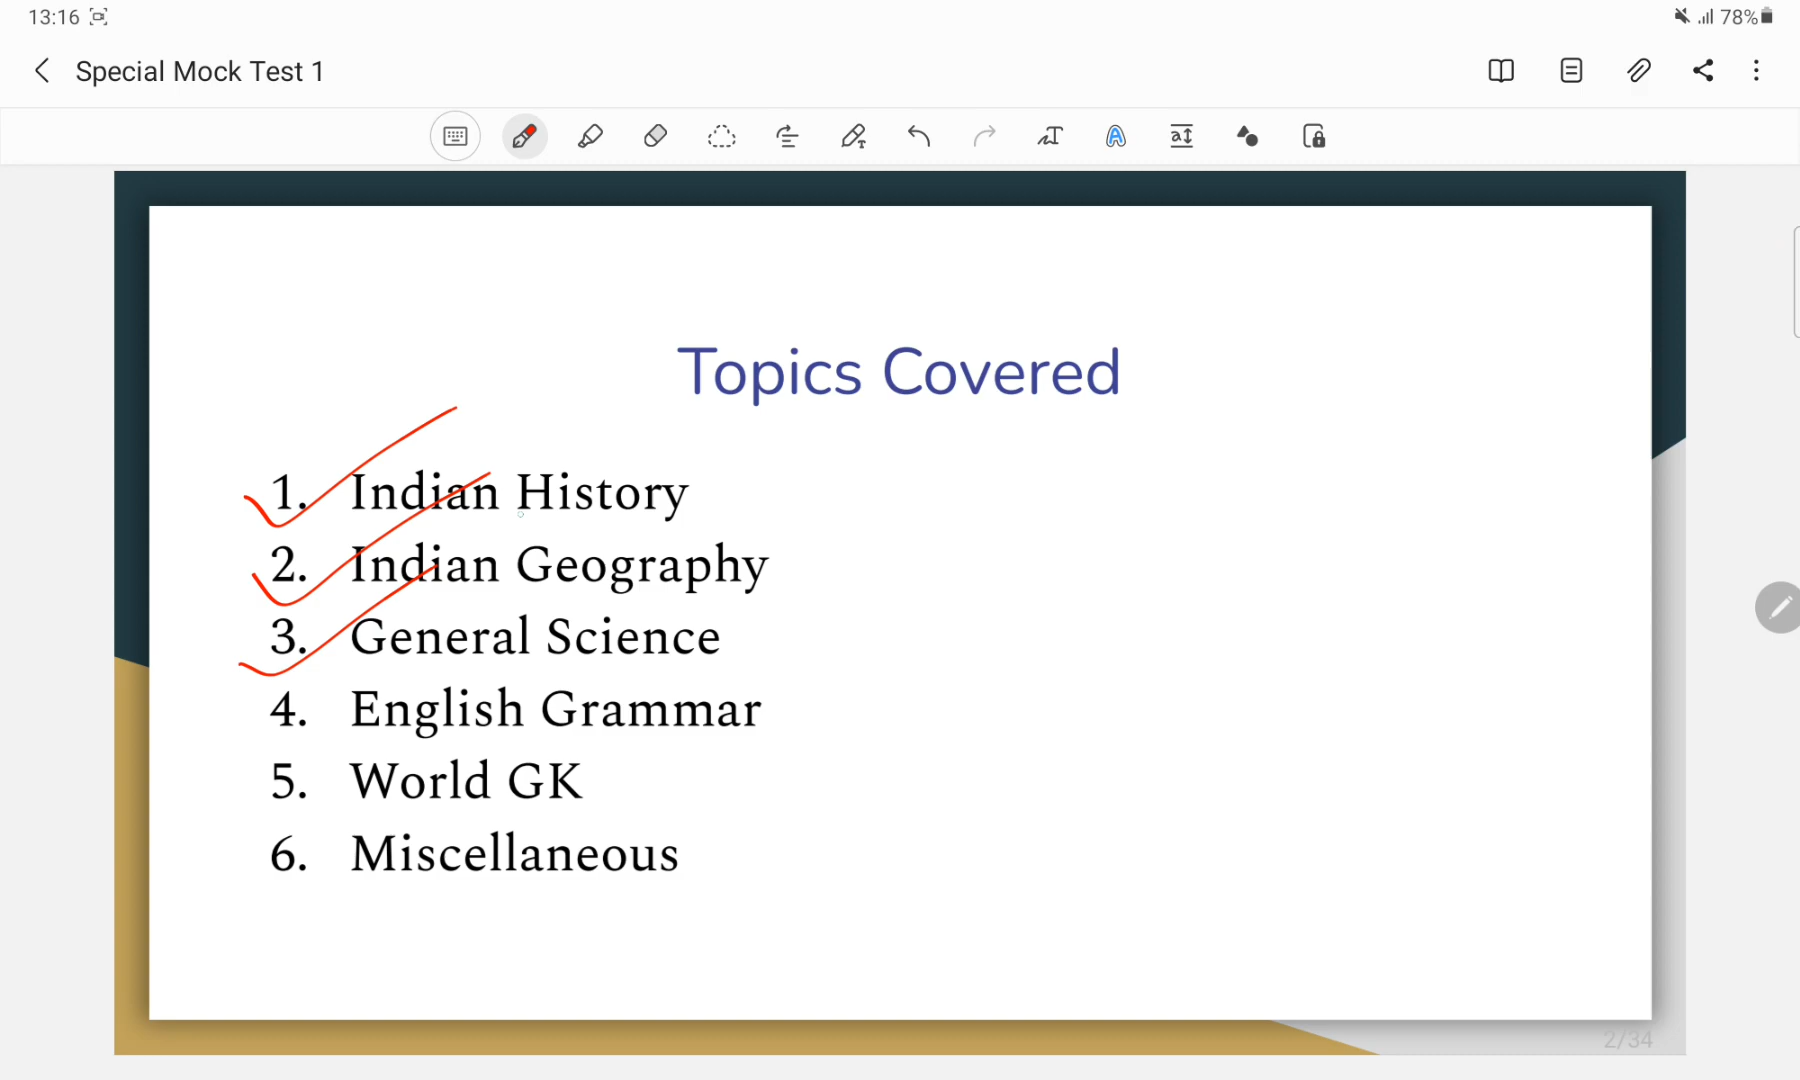 13:16
78%
Special Mock Test 1
Topics Covered
1. Indian History
2. Indian Geography
3. General Science
4. English Grammar
5. World GK
6. Miscellaneous
2/34